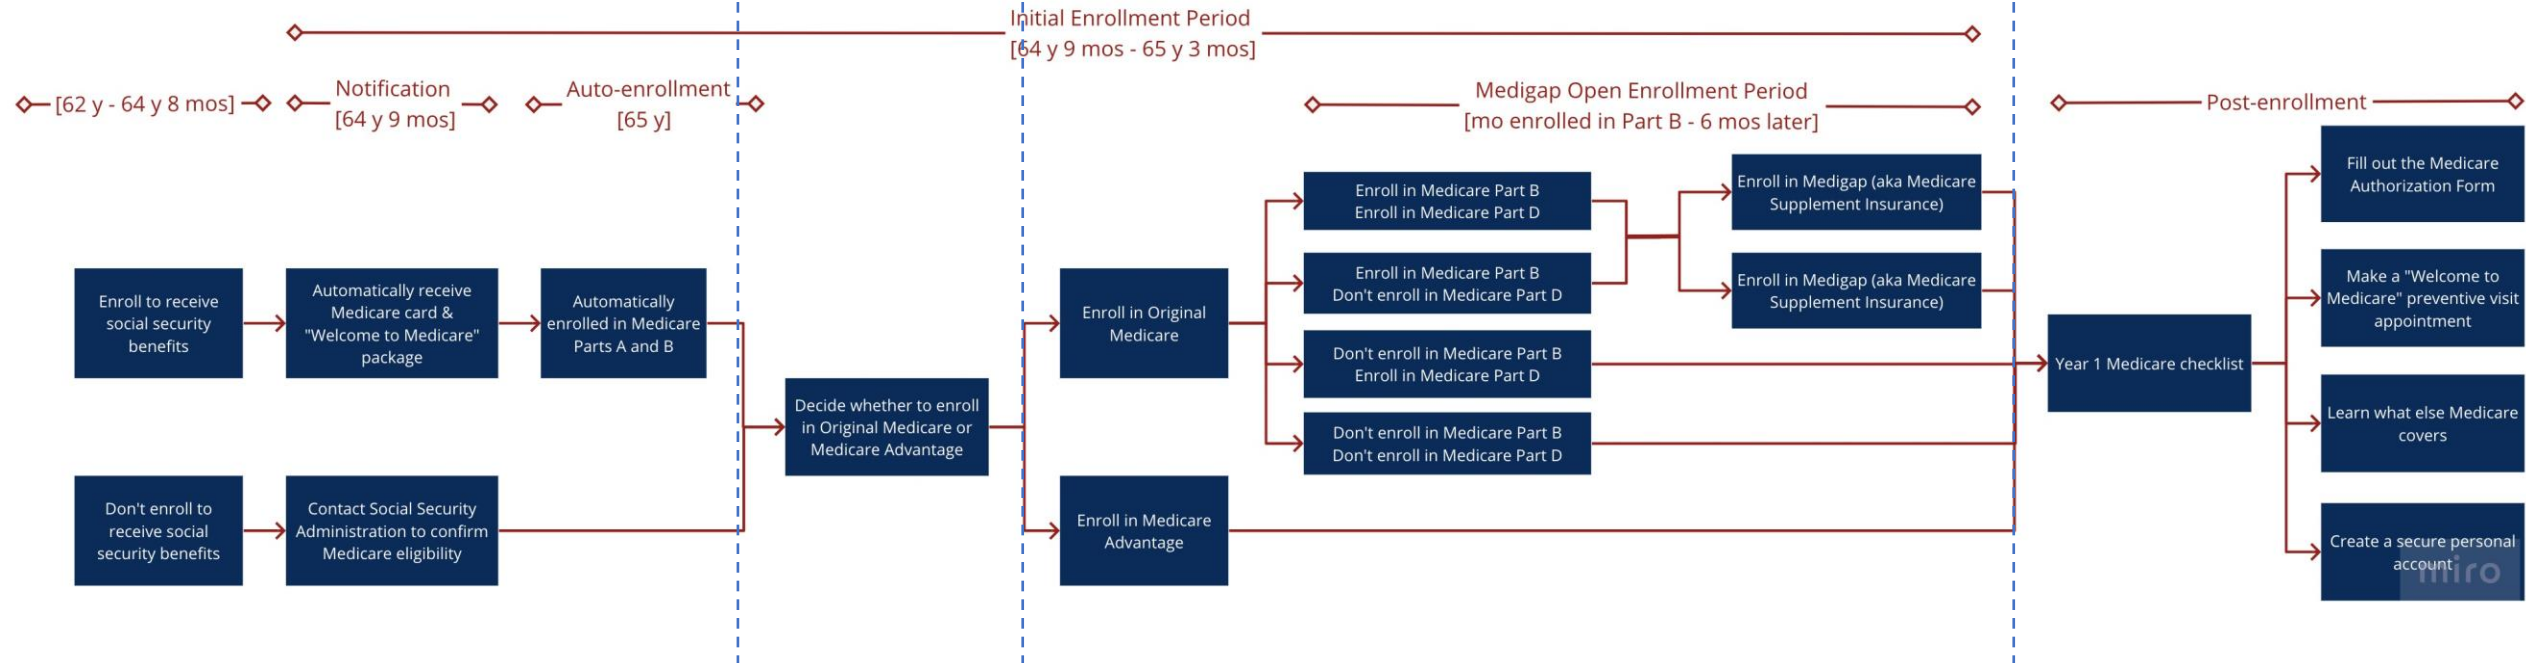 Initial Enrollment Period
[64 y 9 mos - 65 y 3 mos]
[62 y - 64 y 8 mos]
Notification
[64 y 9 mos]
Auto-enrollment
[65 y]
Medigap Open Enrollment Period
[mo enrolled in Part B - 6 mos later]
Post-enrollment
Enroll to receive
social security
benefits
Automatically receive
Medicare card &
"Welcome to Medicare"
package
Automatically
enrolled in Medicare
Parts A and B
Don't enroll to
receive social
security benefits
Contact Social Security
Administration to confirm
Medicare eligibility
Decide whether to enroll
in Original Medicare or
Medicare Advantage
Enroll in Original
Medicare
Enroll in Medicare
Advantage
Enroll in Medicare Part B
Enroll in Medicare Part D
Enroll in Medicare Part B
Don't enroll in Medicare Part D
Don't enroll in Medicare Part B
Enroll in Medicare Part D
Don't enroll in Medicare Part B
Don't enroll in Medicare Part D
Enroll in Medigap (aka Medicare
Supplement Insurance)
Enroll in Medigap (aka Medicare
Supplement Insurance)
Year 1 Medicare checklist
Fill out the Medicare
Authorization Form
Make a "Welcome to
Medicare" preventive visit
appointment
Learn what else Medicare
covers
Create a secure personal
account
miro